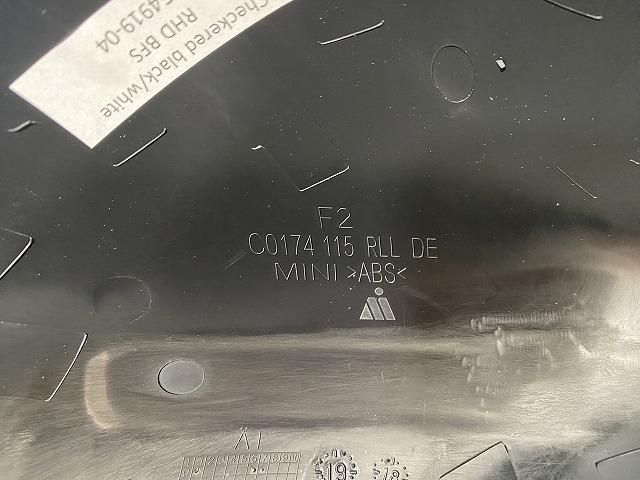 Checkered black/white
4919-04
RHD BFS
F2
C0174 115 RLL DE
MINI >ABS<
A1
19
18